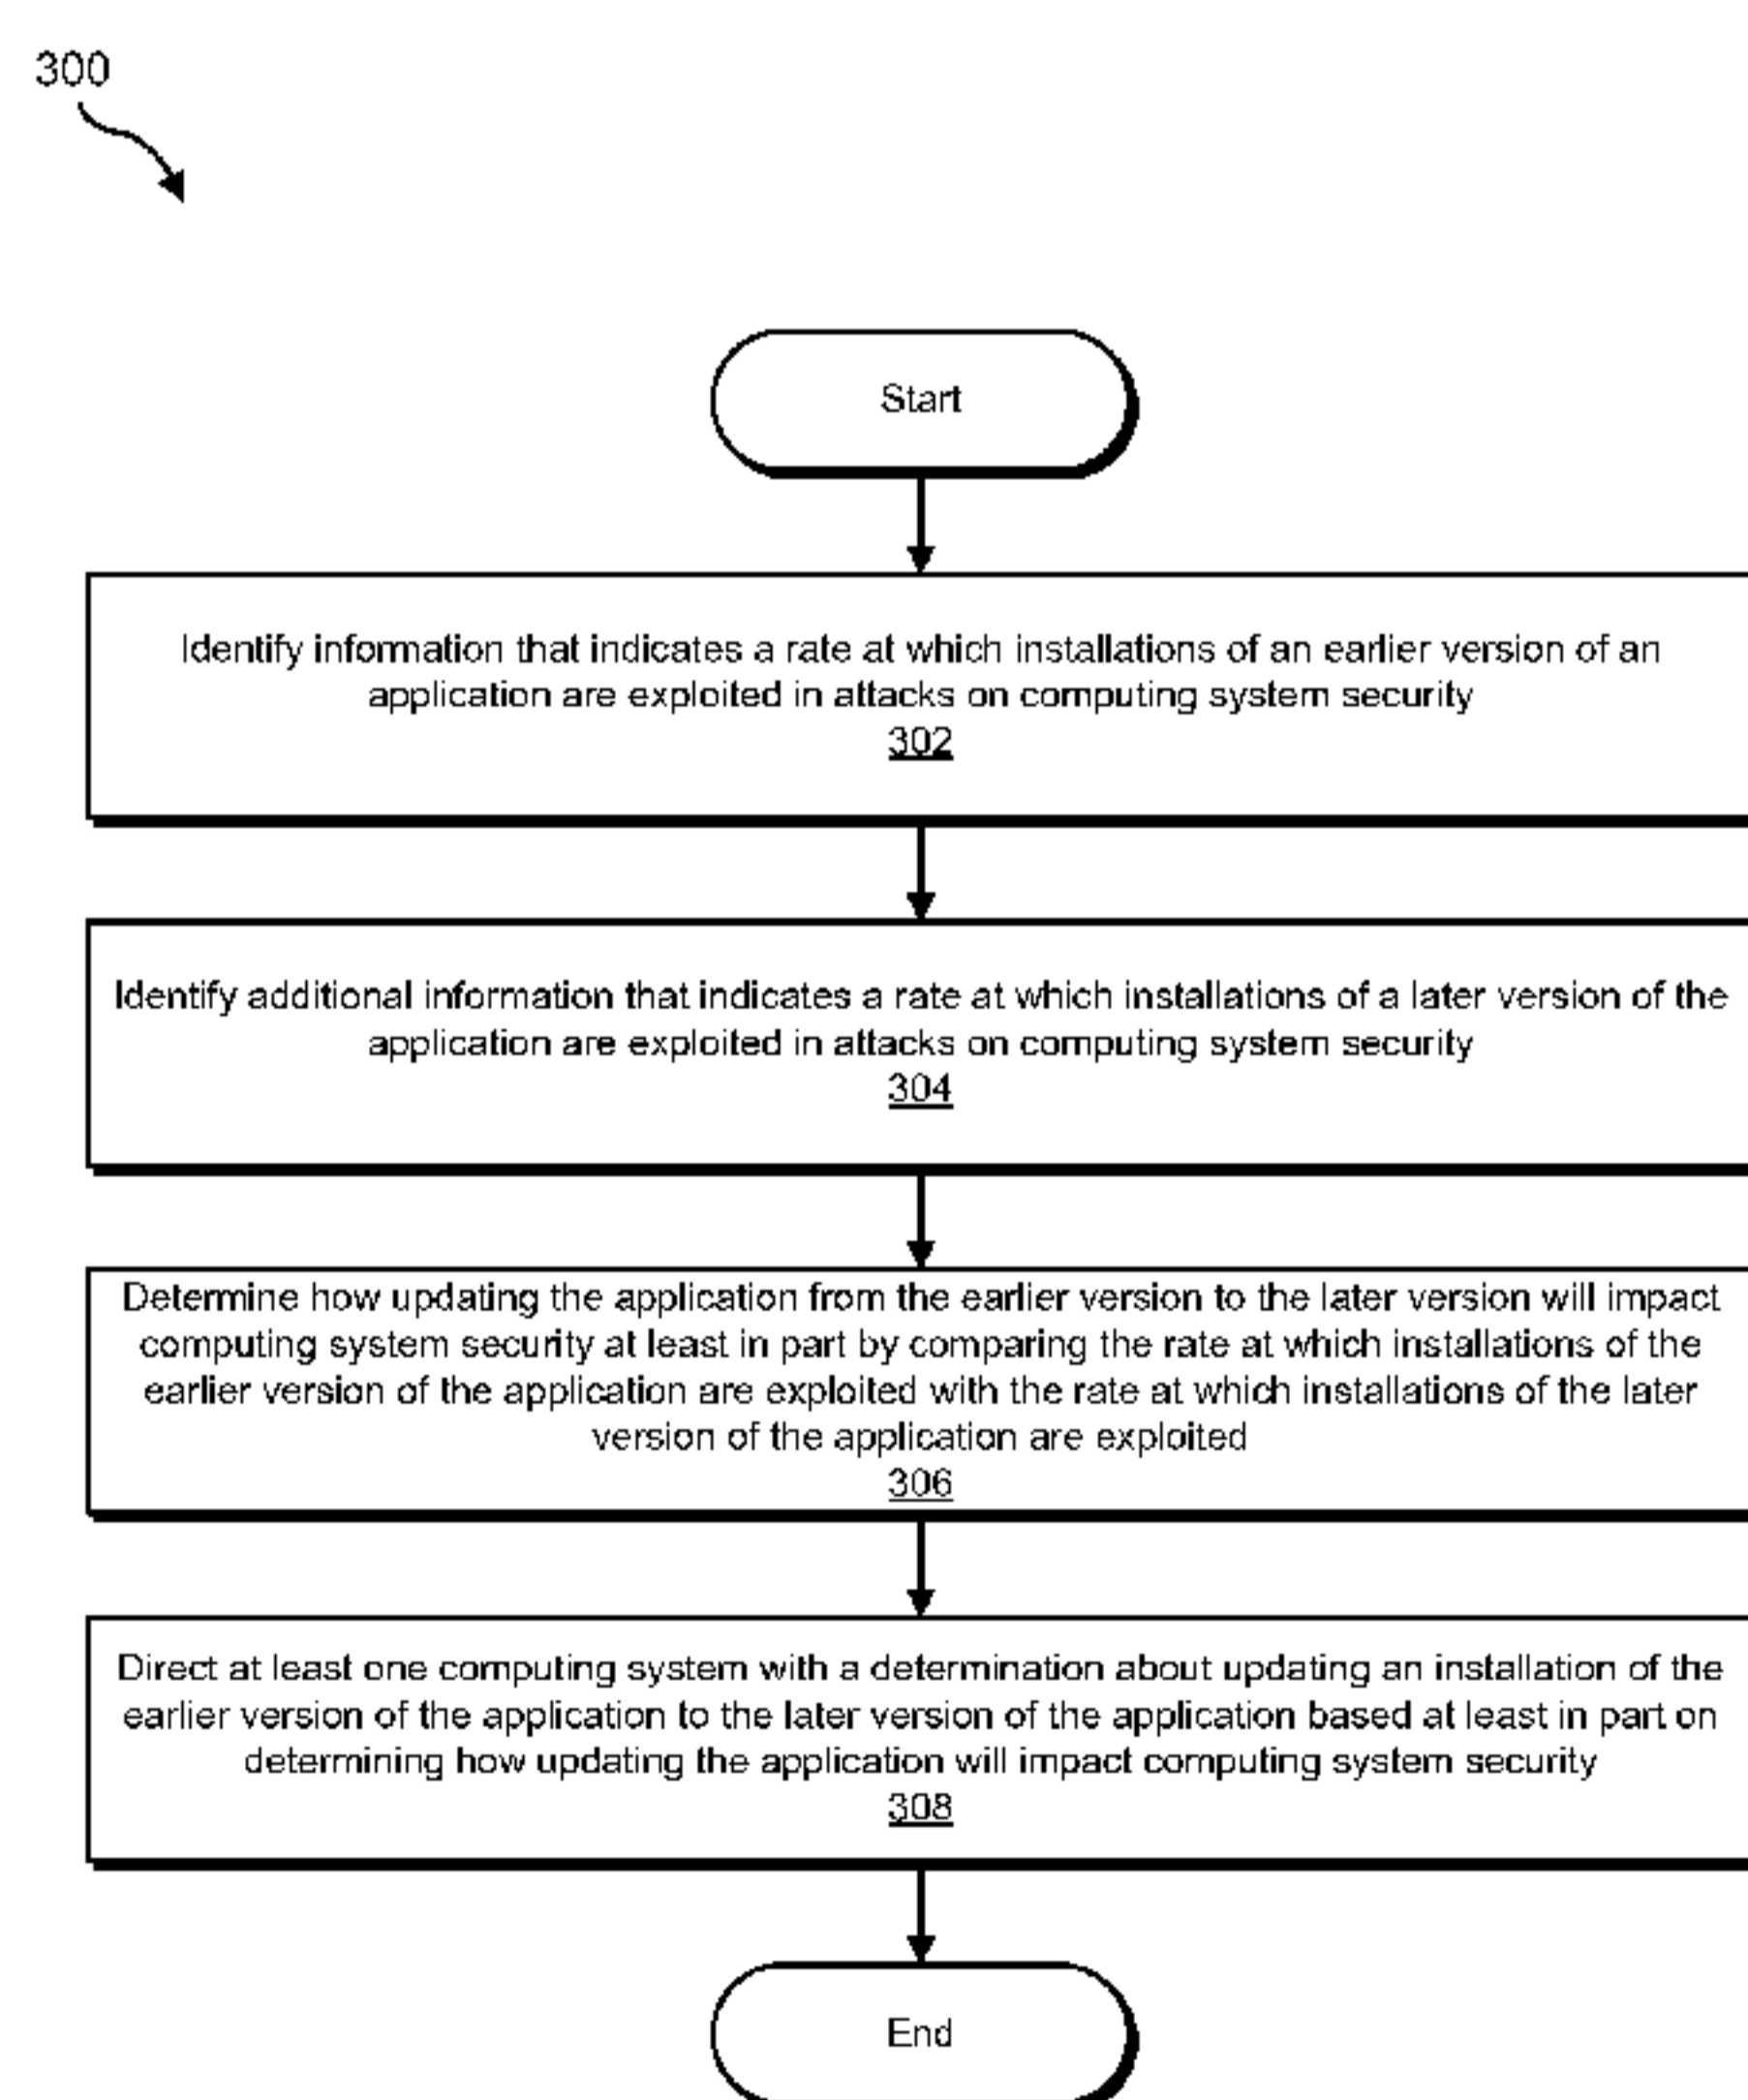 300
Start
Identify information that indicates a rate at which installations of an earlier version of an
application are exploited in attacks on computing system security
302
Identify additional information that indicates a rate at which installations of a later version of the
application are exploited in attacks on computing system security
304
Determine how updating the application from the earlier version to the later version will impact
computing system security at least in part by comparing the rate at which installations of the
earlier version of the application are exploited with the rate at which installations of the later
version of the application are exploited
306
Direct at least one computing system with a determination about updating an installation of the
earlier version of the application to the later version of the application based at least in part on
determining how updating the application will impact computing system security
308
End